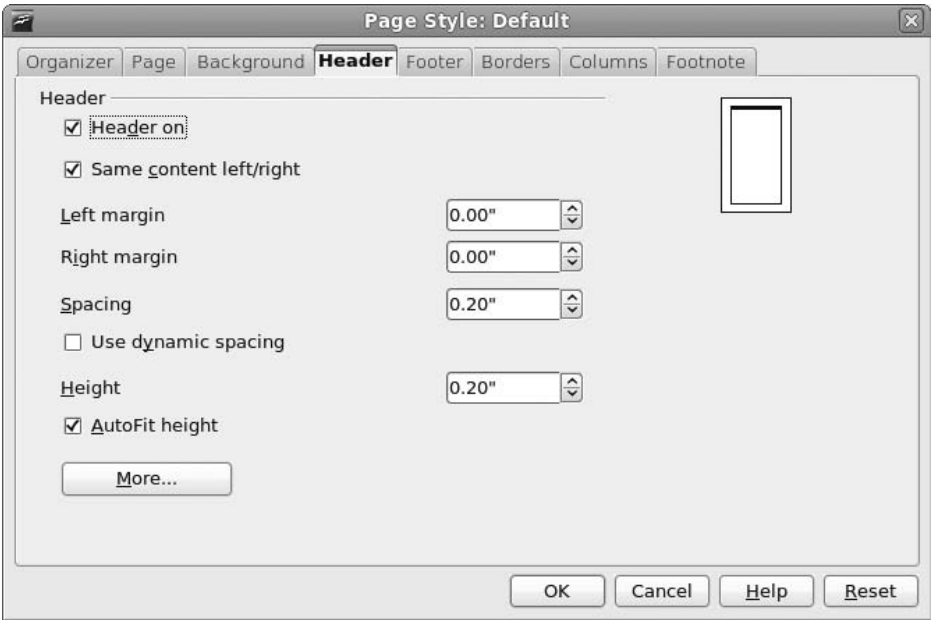 Page Style: Default
Organizer Page Background Header Footer Borders Columns Footnote
Header
Header on
Same content left/right
Left margin 0.00"
Right margin 0.00"
Spacing 0.20"
Use dynamic spacing
Height 0.20"
AutoFit height
More...
OK Cancel Help Reset